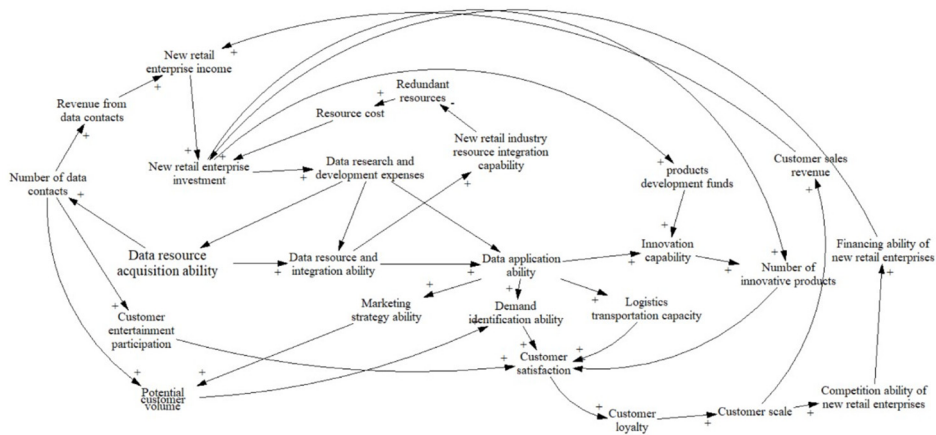 New retail
enterprise income
Redundant
resources
Revenue from
data contacts
Resource cost
New retail industry
resource integration
capability
New retail enterprise
investment
Data research and
development expenses
Customer sales
revenue
products
development funds
Number of data
contacts
Data resource
acquisition ability
Data resource and
integration ability
Data application
ability
Innovation
capability
Number of
innovative products
Financing ability of
new retail enterprises
Marketing
strategy ability
Demand
identification ability
Logistics
transportation capacity
Customer
entertainment
participation
Customer
satisfaction
Potential
customer
volume
Customer
loyalty
Customer scale
Competition ability of
new retail enterprises